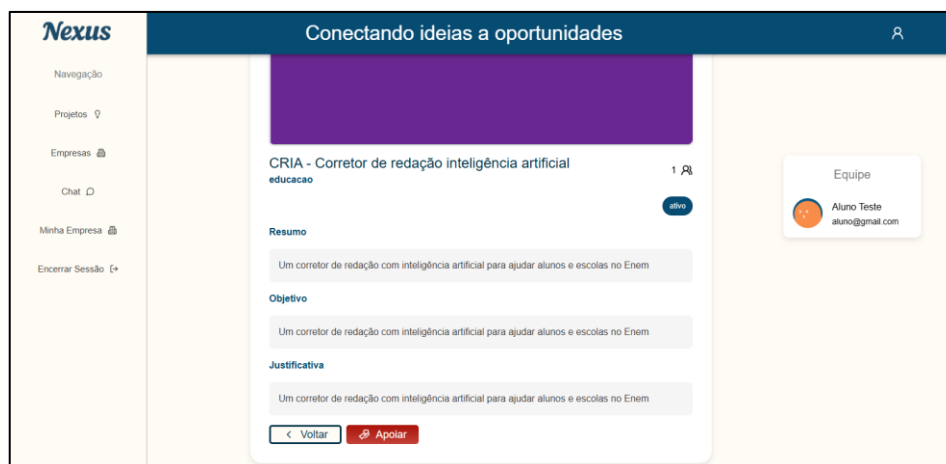 Nexus
Conectando ideias a oportunidades
Navegação
Projetos
Empresas
Chat
Minha Empresa
Encerrar Sessão
CRIA - Corretor de redação inteligência artificial
educacao
1
ativo
Resumo
Um corretor de redação com inteligência artificial para ajudar alunos e escolas no Enem
Objetivo
Um corretor de redação com inteligência artificial para ajudar alunos e escolas no Enem
Justificativa
Um corretor de redação com inteligência artificial para ajudar alunos e escolas no Enem
Voltar
Apoiar
Equipe
Aluno Teste
aluno@gmail.com